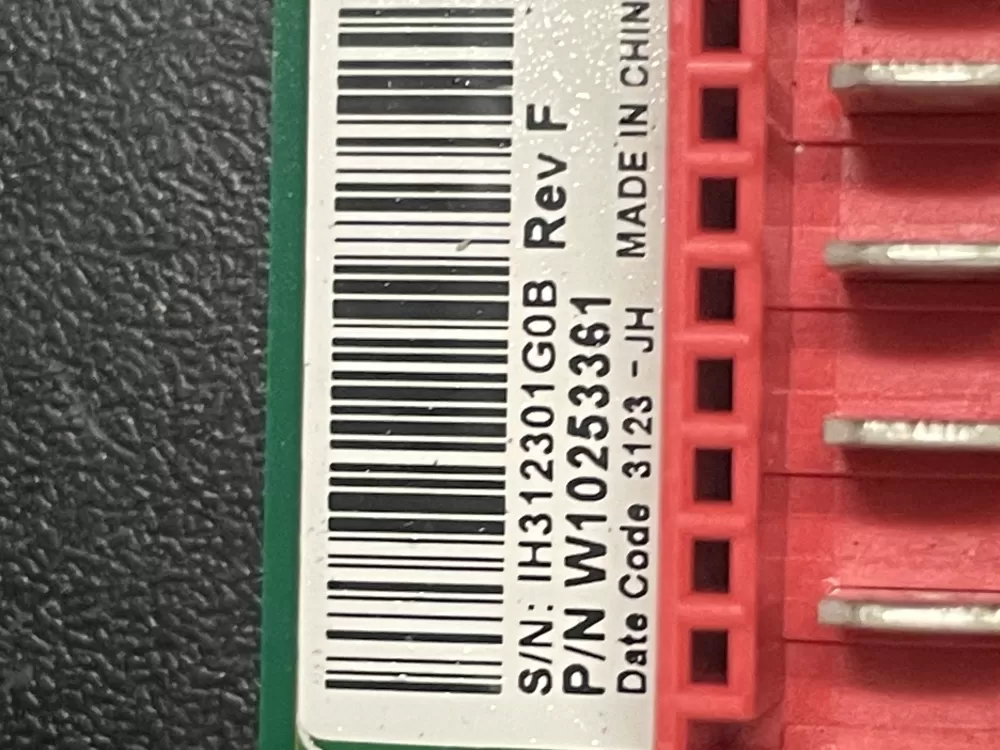 S/N: IH312301G0B Rev F
P/N W10253361
Date Code 3123 -JH MADE IN CHIN